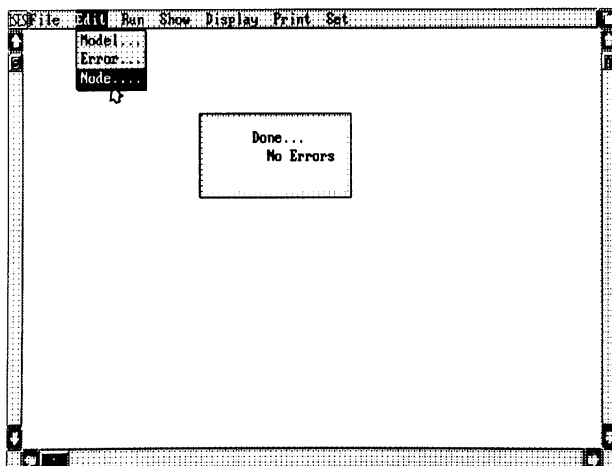 File Edit Run Show Display Print Set
Model...
Error...
Node....
Done...
No Errors